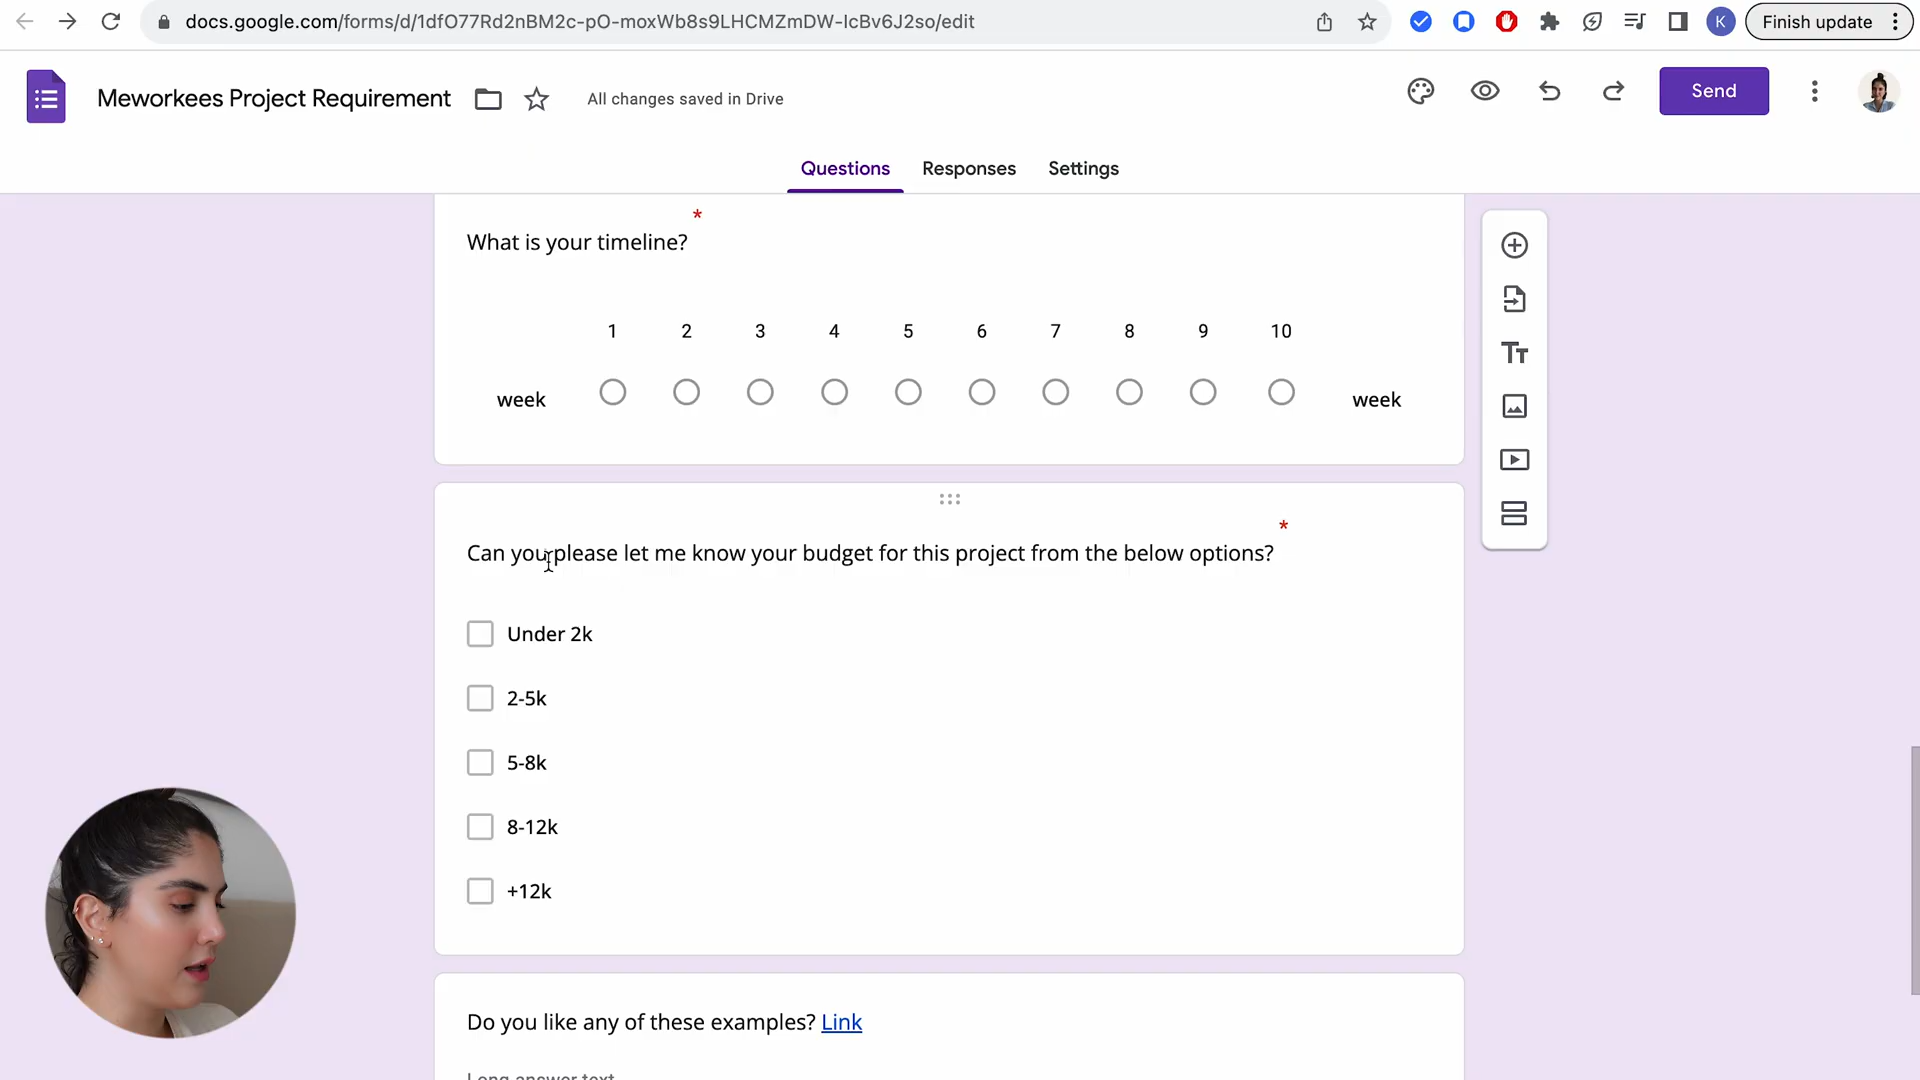 docs.google.com/forms/d/1dfO77Rd2nBM2c-pO-moxWb8s9LHCMZmDW-IcBv6J2so/edit
K
Finish update
Meworkees Project Requirement
All changes saved in Drive
Send
Questions
Responses
Settings
What is your timeline? *
1 2 3 4 5 6 7 8 9 10
week
week
Can you please let me know your budget for this project from the below options? *
Under 2k
2-5k
5-8k
8-12k
+12k
Do you like any of these examples? Link
Long answer text